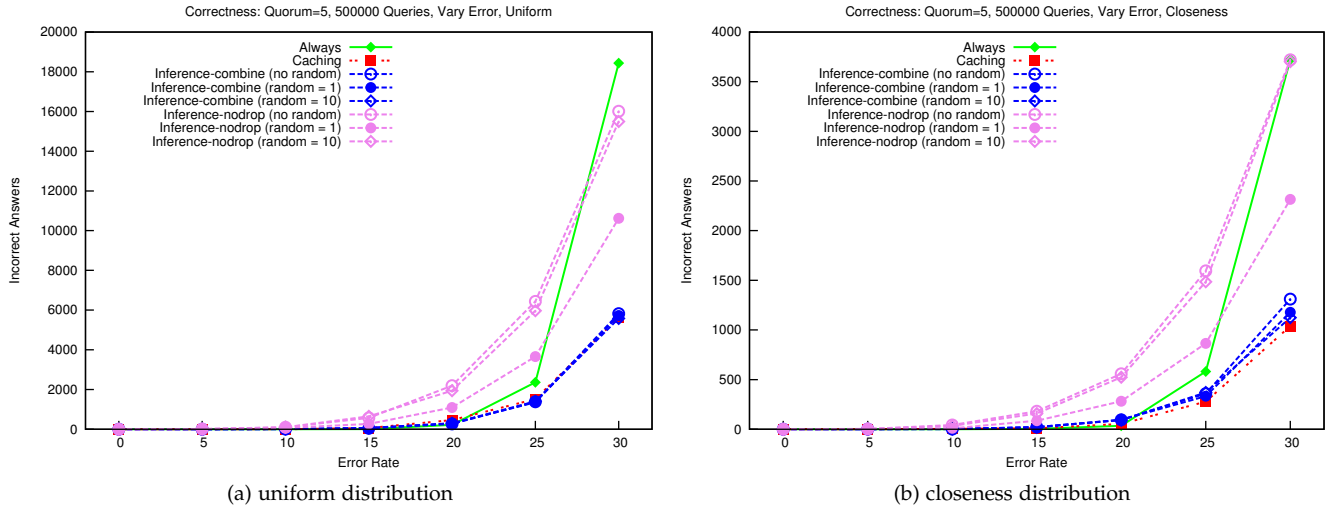 Correctness: Quorum=5, 500000 Queries, Vary Error, Uniform
20000
18000
16000
14000
12000
10000
8000
6000
4000
2000
0
Incorrect Answers
Always
Caching
Inference-combine (no random)
Inference-combine (random = 1)
Inference-combine (random = 10)
Inference-nodrop (no random)
Inference-nodrop (random = 1)
Inference-nodrop (random = 10)
0 5 10 15 20 25 30
Error Rate
(a) uniform distribution
Correctness: Quorum=5, 500000 Queries, Vary Error, Closeness
4000
3500
3000
2500
2000
1500
1000
500
0
Incorrect Answers
Always
Caching
Inference-combine (no random)
Inference-combine (random = 1)
Inference-combine (random = 10)
Inference-nodrop (no random)
Inference-nodrop (random = 1)
Inference-nodrop (random = 10)
0 5 10 15 20 25 30
Error Rate
(b) closeness distribution